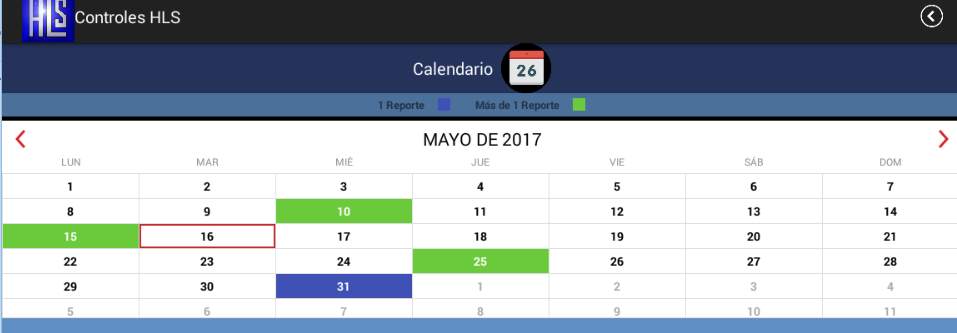 HLS Controles HLS
Calendario 26
1 Reporte Más de 1 Reporte
MAYO DE 2017
LUN MAR MIÉ JUE VIE SÁB DOM
1 2 3 4 5 6 7
8 9 10 11 12 13 14
15 16 17 18 19 20 21
22 23 24 25 26 27 28
29 30 31 1 2 3 4
5 6 7 8 9 10 11